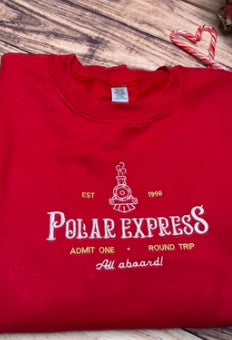 EST 1998
POLAR EXPRESS
ADMIT ONE • ROUND TRIP
All aboard!